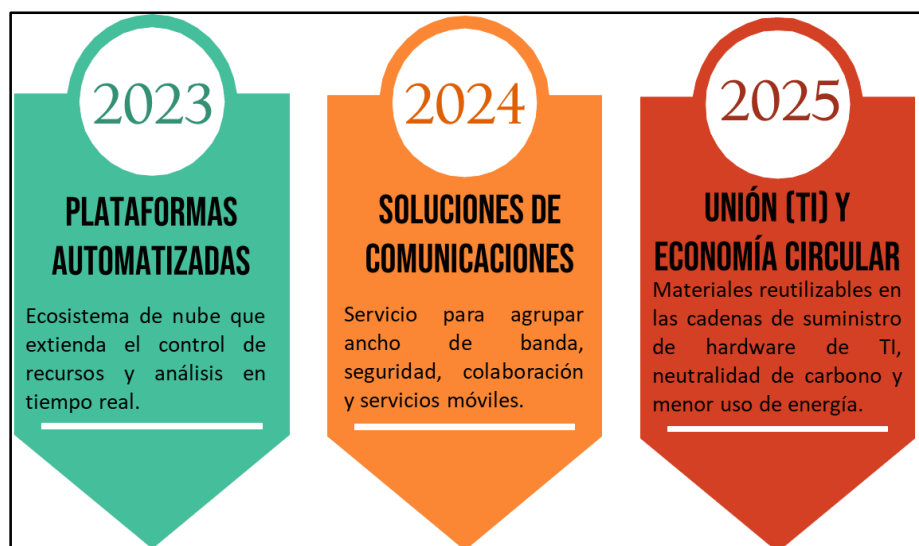 2023
PLATAFORMAS
AUTOMATIZADAS
Ecosistema de nube que
extienda el control de
recursos y análisis en
tiempo real.
2024
SOLUCIONES DE
COMUNICACIONES
Servicio para agrupar
ancho de banda,
seguridad, colaboración
y servicios móviles.
2025
UNIÓN (TI) Y
ECONOMÍA CIRCULAR
Materiales reutilizables en
las cadenas de suministro
de hardware de TI,
neutralidad de carbono y
menor uso de energía.